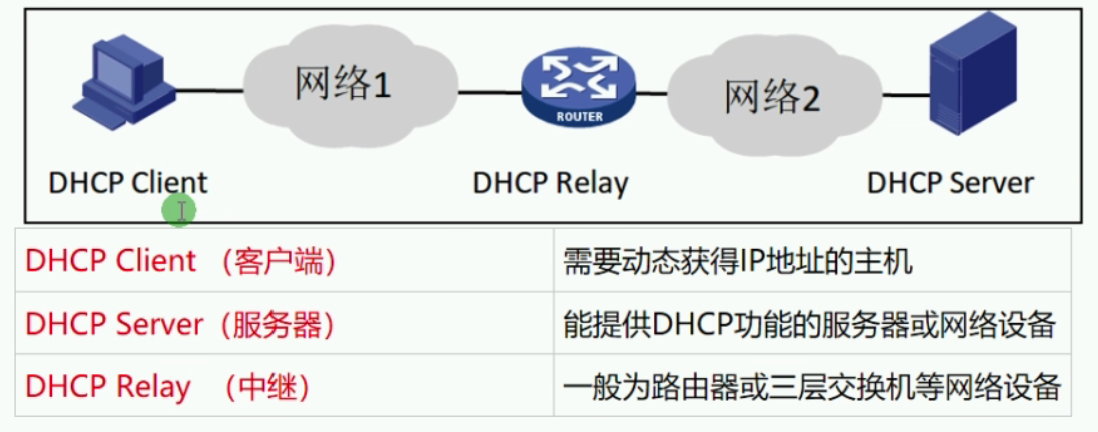 网络1
ROUTER
网络2
DHCP Client
DHCP Relay
DHCP Server
DHCP Client （客户端） 需要动态获得IP地址的主机
DHCP Server（服务器） 能提供DHCP功能的服务器或网络设备
DHCP Relay （中继） 一般为路由器或三层交换机等网络设备